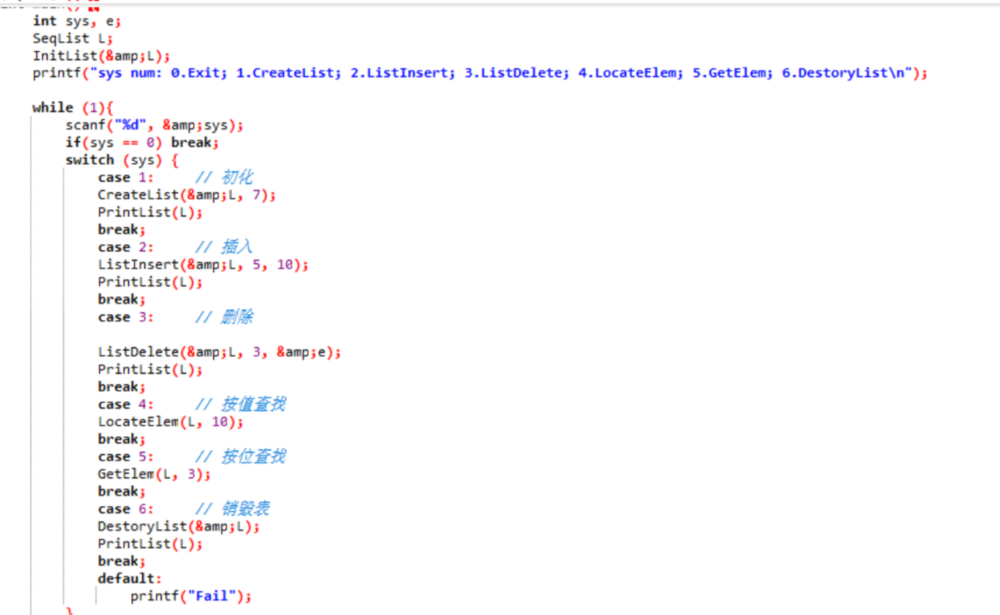 int sys, e;
SeqList L;
InitList(&amp;L);
printf("sys num: 0.Exit; 1.CreateList; 2.ListInsert; 3.ListDelete; 4.LocateElem; 5.GetElem; 6.DestoryList\n");
while (1){
scanf("%d", &amp;sys);
if(sys == 0) break;
switch (sys) {
case 1: // 初化
CreateList(&amp;L, 7);
PrintList(L);
break;
case 2: // 插入
ListInsert(&amp;L, 5, 10);
PrintList(L);
break;
case 3: // 删除
ListDelete(&amp;L, 3, &amp;e);
PrintList(L);
break;
case 4: // 按值查找
LocateElem(L, 10);
break;
case 5: // 按位查找
GetElem(L, 3);
break;
case 6: // 销毁表
DestoryList(&amp;L);
PrintList(L);
break;
default:
printf("Fail");
}